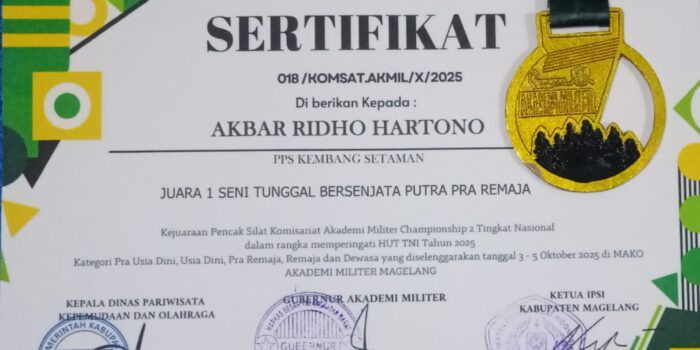 SERTIFIKAT
018 /KOMSAT.AKMIL/X/2025
Di berikan Kepada :
AKBAR RIDHO HARTONO
PPS KEMBANG SETAMAN
JUARA 1 SENI TUNGGAL BERSENJATA PUTRA PRA REMAJA
Kejuaraan Pencak Silat Komisariat Akademi Militer Championship 2 Tingkat Nasional
dalam rangka memperingati HUT TNI Tahun 2025
Kategori Pra Usia Dini, Usia Dini, Pra Remaja, Remaja dan Dewasa yang diselenggarakan tanggal 3 - 5 Oktober 2025 di MAKO
AKADEMI MILITER MAGELANG
KEPALA DINAS PARIWISATA
KEPEMUDAAN DAN OLAHRAGA
GUBERNUR AKADEMI MILITER
KETUA IPSI
KABUPATEN MAGELANG
AKADEMI MILITER
GUBERNUR